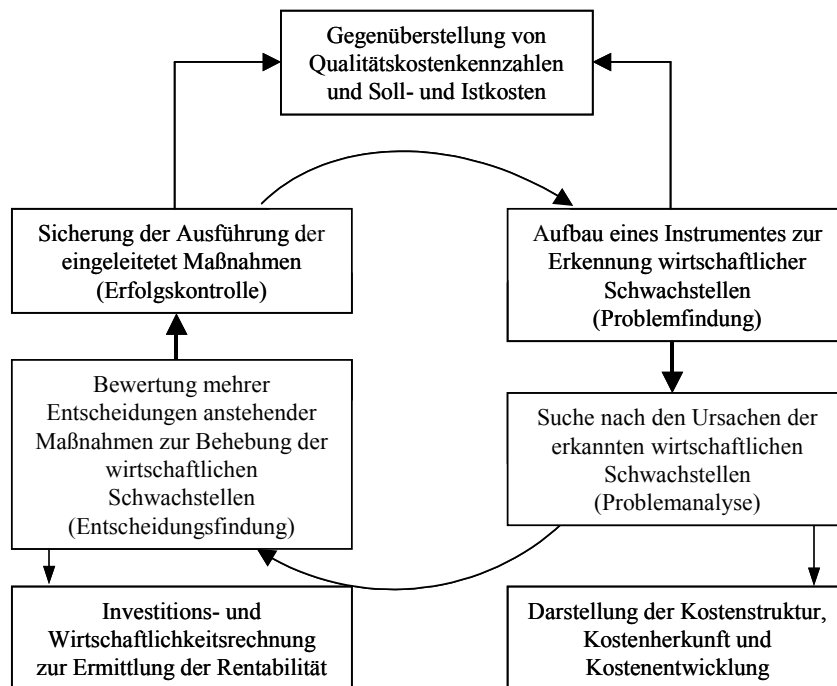 Gegenüberstellung von
Qualitätskostenkennzahlen
und Soll- und Istkosten
Sicherung der Ausführung der
eingeleitetet Maßnahmen
(Erfolgskontrolle)
Aufbau eines Instrumentes zur
Erkennung wirtschaftlicher
Schwachstellen
(Problemfindung)
Bewertung mehrer
Entscheidungen anstehender
Maßnahmen zur Behebung der
wirtschaftlichen
Schwachstellen
(Entscheidungsfindung)
Suche nach den Ursachen der
erkannten wirtschaftlichen
Schwachstellen
(Problemanalyse)
Investitions- und
Wirtschaftlichkeitsrechnung
zur Ermittlung der Rentabilität
Darstellung der Kostenstruktur,
Kostenherkunft und
Kostenentwicklung